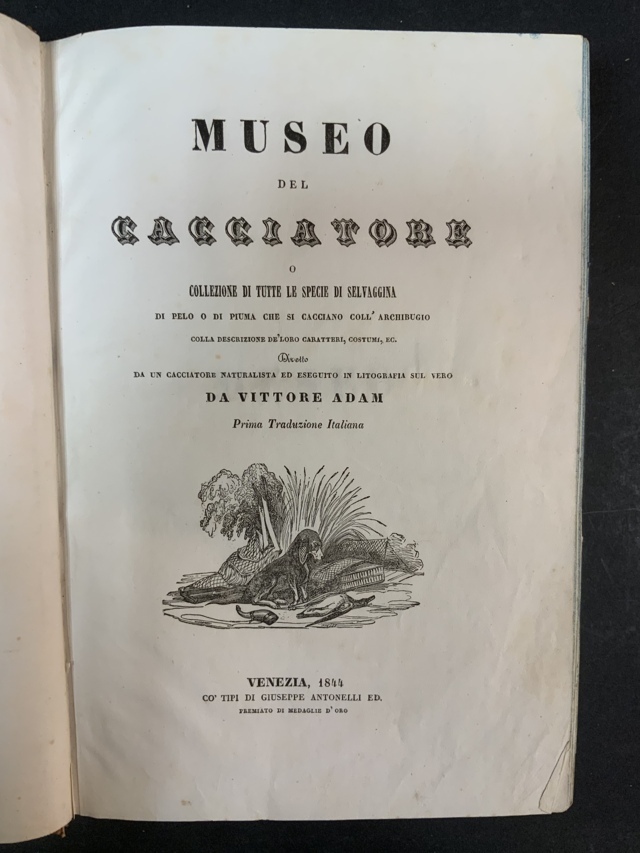 MUSEO
DEL
CACCIATORE
O
COLLEZIONE DI TUTTE LE SPECIE DI SELVAGGINA
DI PELO O DI PIUMA CHE SI CACCIANO COLL' ARCHIBUGIO
COLLA DESCRIZIONE DE'LORO CARATTERI, COSTUMI, EC.
Diretto
DA UN CACCIATORE NATURALISTA ED ESEGUITO IN LITOGRAFIA SUL VERO
DA VITTORE ADAM
Prima Traduzione Italiana
VENEZIA, 1844
CO' TIPI DI GIUSEPPE ANTONELLI ED.
PREMIATO DI MEDAGLIE D' ORO